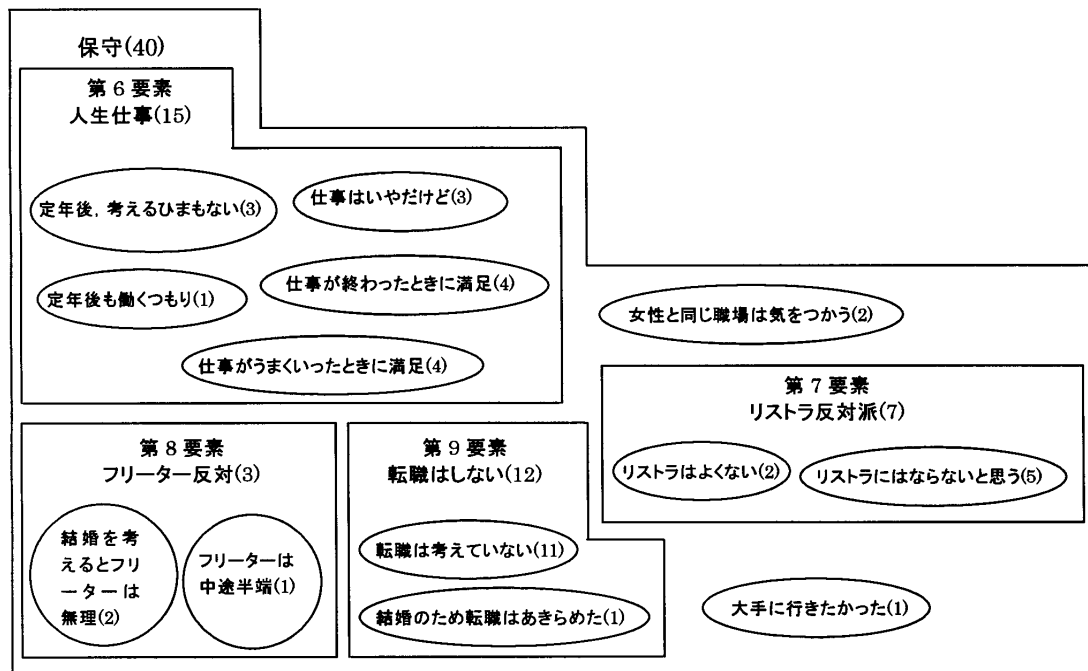 保守(40)
第6要素
人生仕事(15)
定年後，考えるひまもない(3)
仕事はいやだけど(3)
定年後も働くつもり(1)
仕事が終わったときに満足(4)
仕事がうまくいったときに満足(4)
女性と同じ職場は気をつかう(2)
第7要素
リストラ反対派(7)
リストラはよくない(2)
リストラにはならないと思う(5)
第8要素
フリーター反対(3)
結婚を考
えるとフリ
ーターは
無理(2)
フリーターは
中途半端(1)
第9要素
転職はしない(12)
転職は考えていない(11)
結婚のため転職はあきらめた(1)
大手に行きたかった(1)